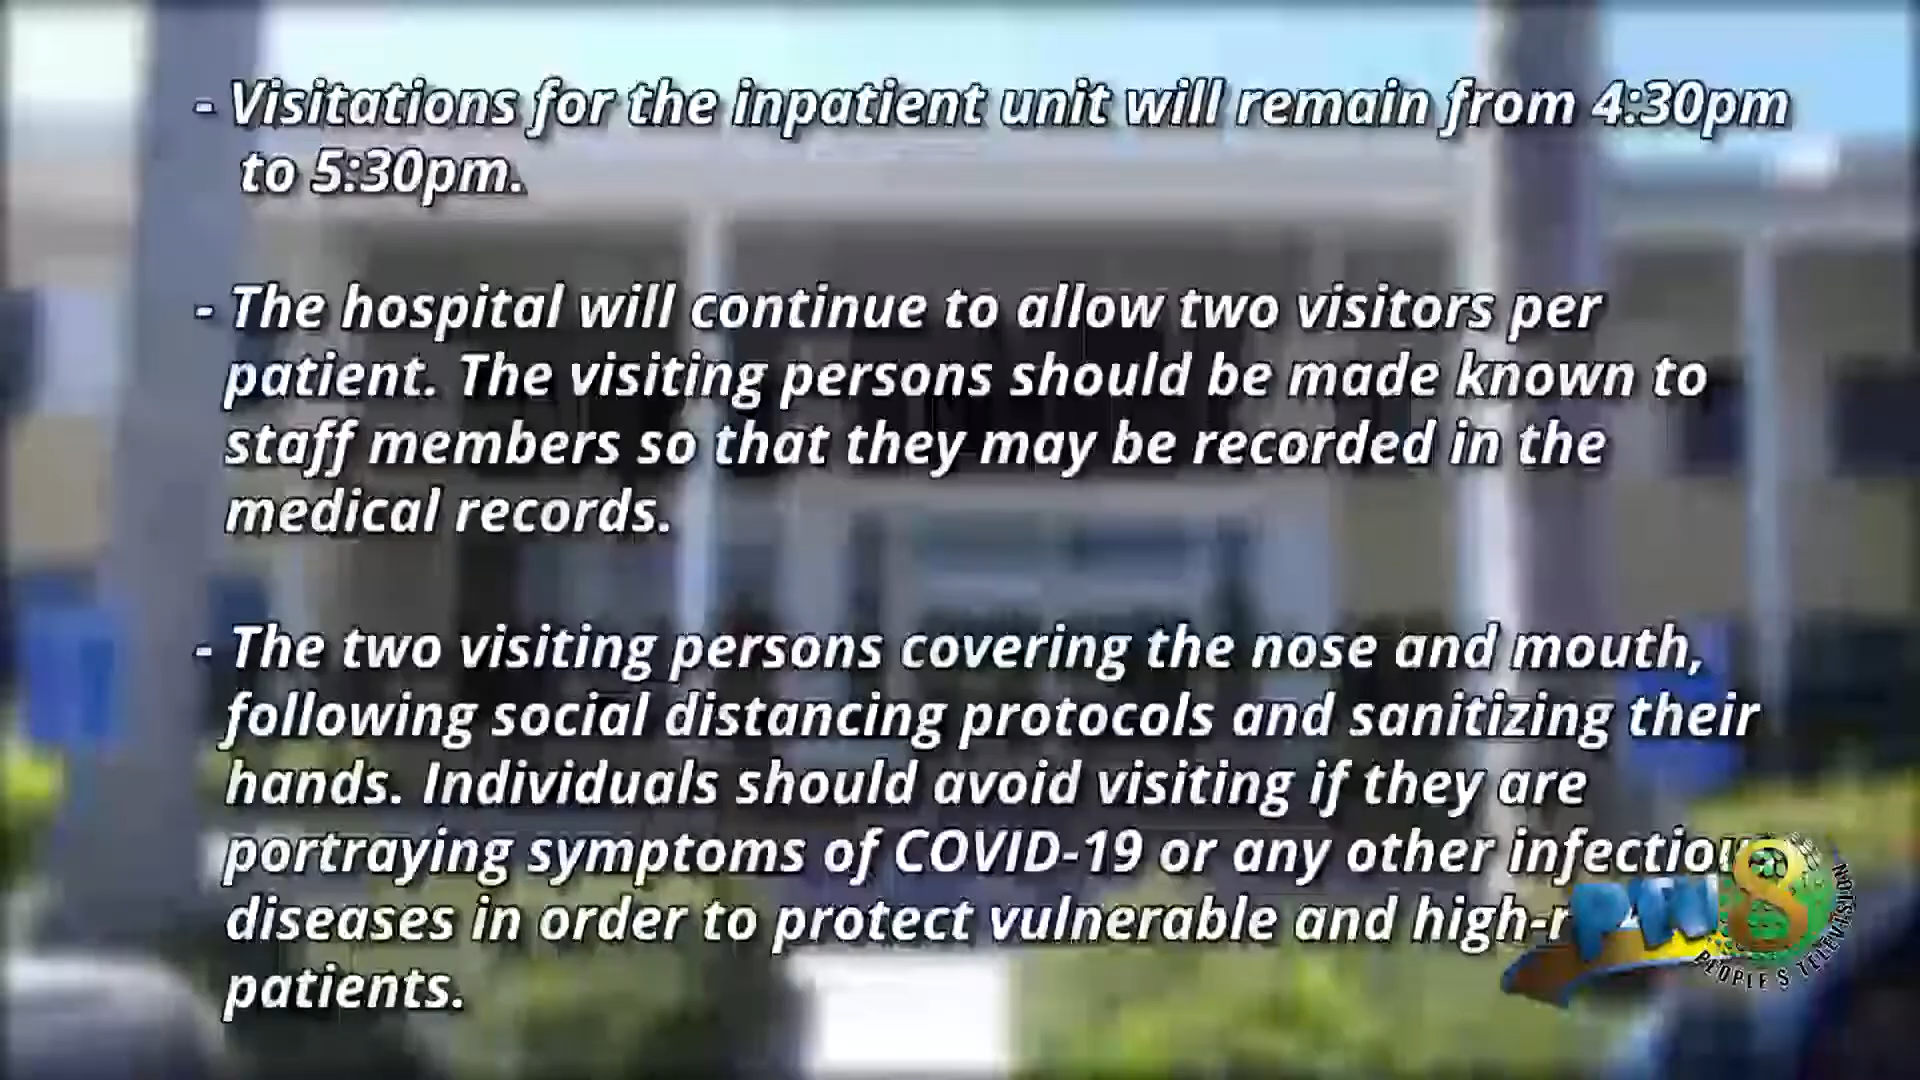 - Visitations for the inpatient unit will remain from 4:30pm
to 5:30pm.
- The hospital will continue to allow two visitors per
patient. The visiting persons should be made known to
staff members so that they may be recorded in the
medical records.
- The two visiting persons covering the nose and mouth,
following social distancing protocols and sanitizing their
hands. Individuals should avoid visiting if they are
portraying symptoms of COVID-19 or any other
diseases in order to protect vulnerable and
patients.
8
PEOPLE'S TELEVISION